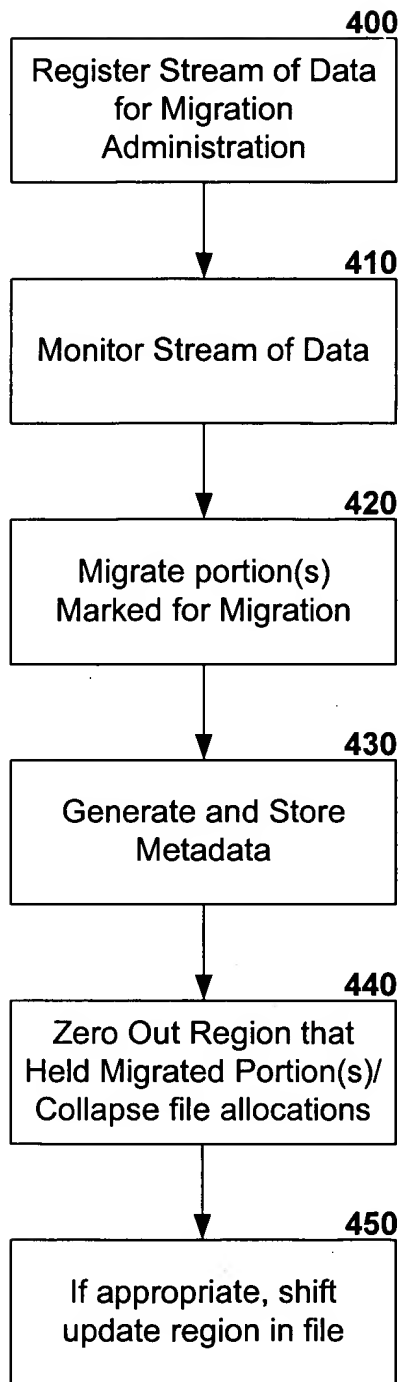 400
Register Stream of Data
for Migration
Administration
410
Monitor Stream of Data
420
Migrate portion(s)
Marked for Migration
430
Generate and Store
Metadata
440
Zero Out Region that
Held Migrated Portion(s)/
Collapse file allocations
450
If appropriate, shift
update region in file